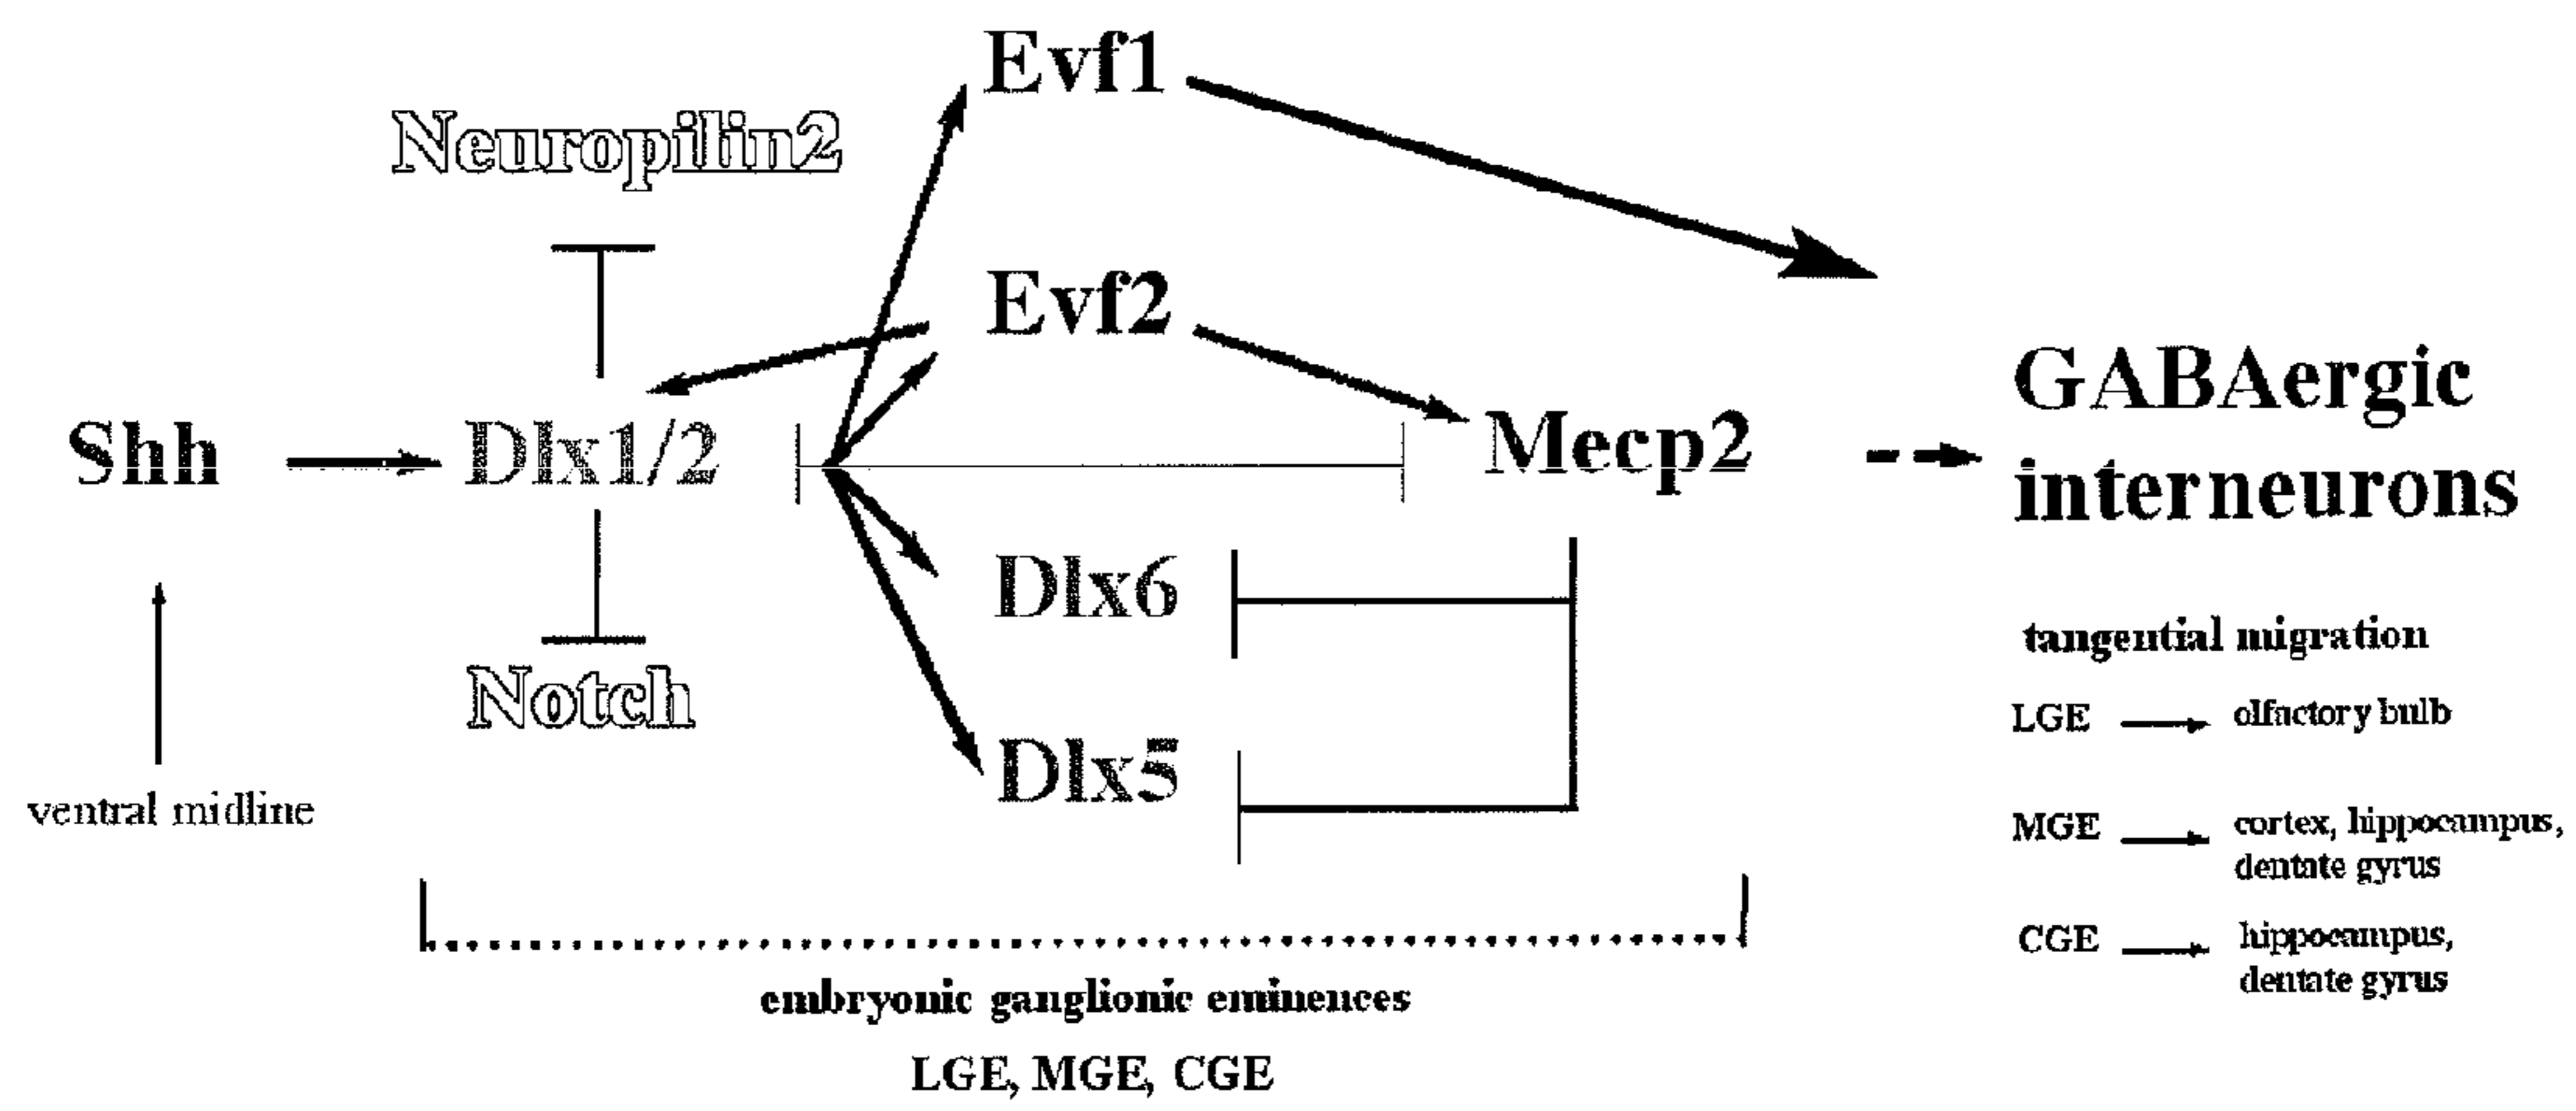 Evf1
Neuropilin2
Evf2
GABAergic
interneurons
Shh
Dlx1/2
Mecp2
Dlx6
Notch
Dlx5
ventral midline
tangential migration
LGE
olfactory bulb
MGE
cortex, hippocampus,
dentate gyrus
CGE
hippocampus,
dentate gyrus
embryonic ganglionic eminences
LGE, MGE, CGE